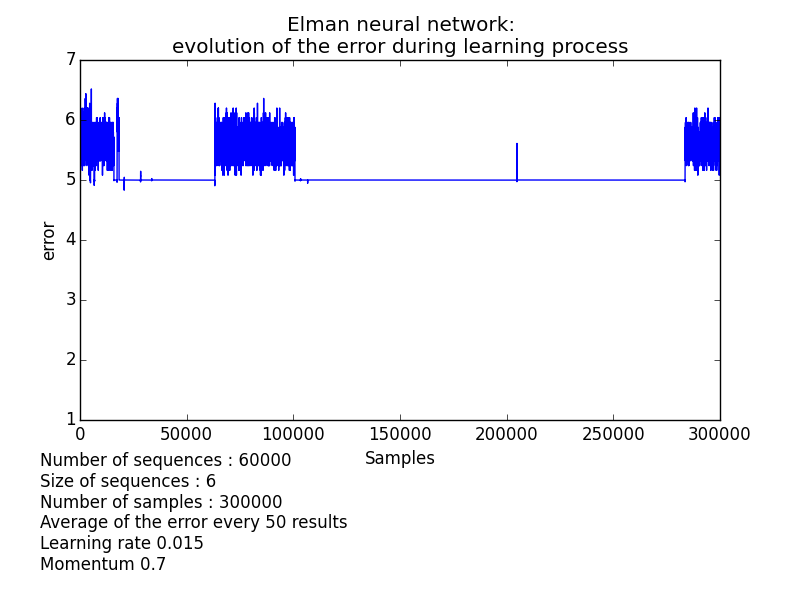 Elman neural network:
evolution of the error during learning process
7
6
5
4
3
2
1
error
0 50000 100000 150000 200000 250000 300000
Samples
Number of sequences : 60000
Size of sequences : 6
Number of samples : 300000
Average of the error every 50 results
Learning rate 0.015
Momentum 0.7